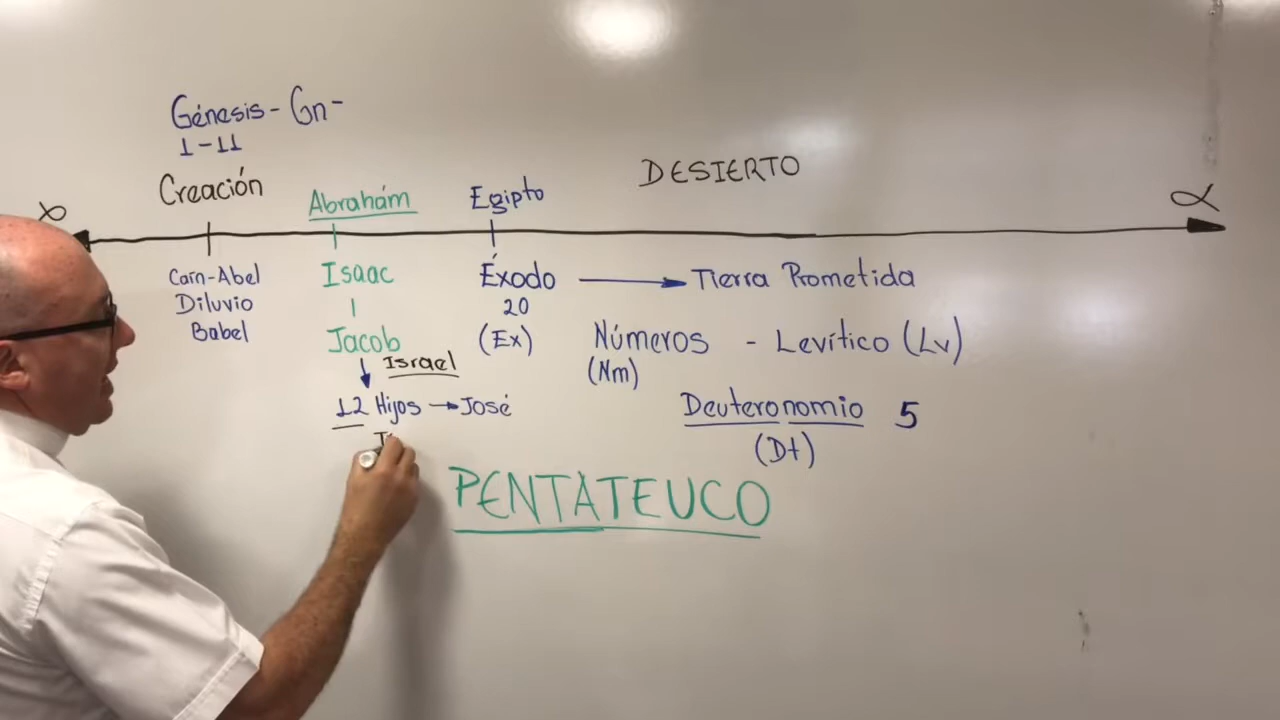 Génesis - Gn -
1-11
Creación
Abrahám
Egipto
DESIERTO
α
Caín-Abel
Diluvio
Babel
Isaac
Jacob
Israel
12 Hijos → José
Éxodo → Tierra Prometida
20
(Ex)
Números - Levítico (Lv)
(Nm)
Deuteronomio 5
(Dt)
PENTATEUCO